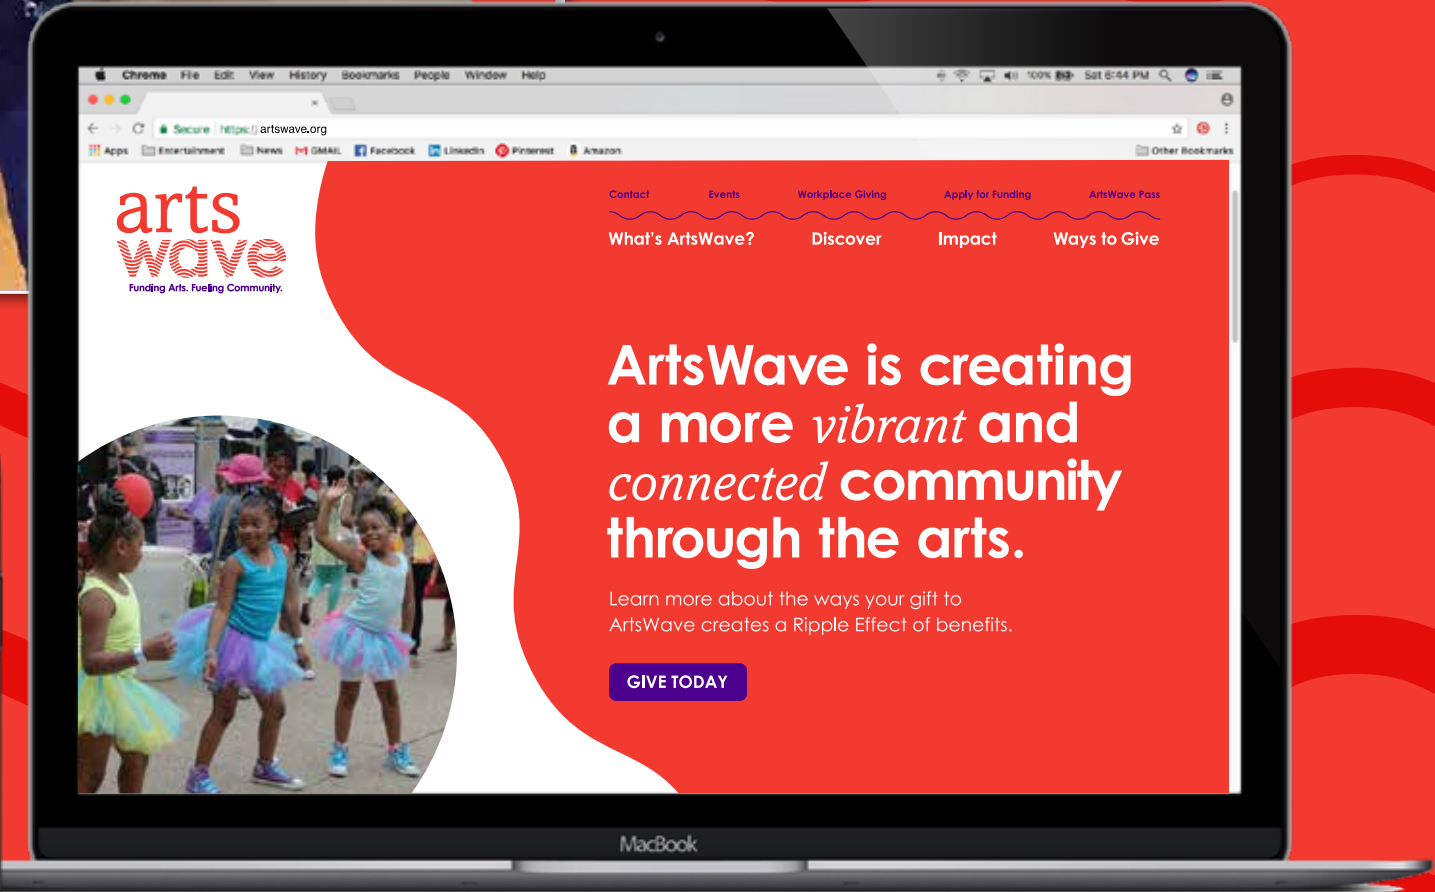 Chrome File Edit View History Bookmarks People Window Help
100% Sat 6:44 PM
Secure https:// artswave.org
Apps Entertainment News GMAIL Facebook LinkedIn Pinterest Amazon Other Bookmarks
arts
wave
Funding Arts. Fueling Community.
Contact Events Workplace Giving Apply for Funding ArtsWave Pass
What's ArtsWave? Discover Impact Ways to Give
ArtsWave is creating
a more vibrant and
connected community
through the arts.
Learn more about the ways your gift to
ArtsWave creates a Ripple Effect of benefits.
GIVE TODAY
MacBook